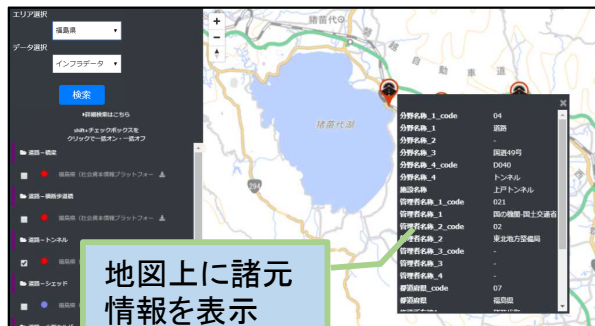 エリア選択
福島県
データ選択
インフラデータ
検索
+詳細検索はこちら
shift+チェックボックスを
クリックで一括オン・一括オフ
道路－橋梁
福島県（社会資本情報プラットフォー
道路－横断歩道橋
福島県（社会資本情報プラットフォー
道路－トンネル
福島県
道路－シェッド
福島県
+
−
猪苗代
磐越自動車道
猪苗代湖
294
分野名称_1_code 04
分野名称_1 道路
分野名称_2 -
分野名称_3 国道49号
分野名称_4_code D040
分野名称_4 トンネル
施設名称 上戸トンネル
管理者名称_1_code 021
管理者名称_1 国の機関-国土交通省
管理者名称_2_code 02
管理者名称_2 東北地方整備局
管理者名称_3_code -
管理者名称_3 -
管理者名称_4 -
都道府県_code 07
都道府県 福島県
地図上に諸元
情報を表示